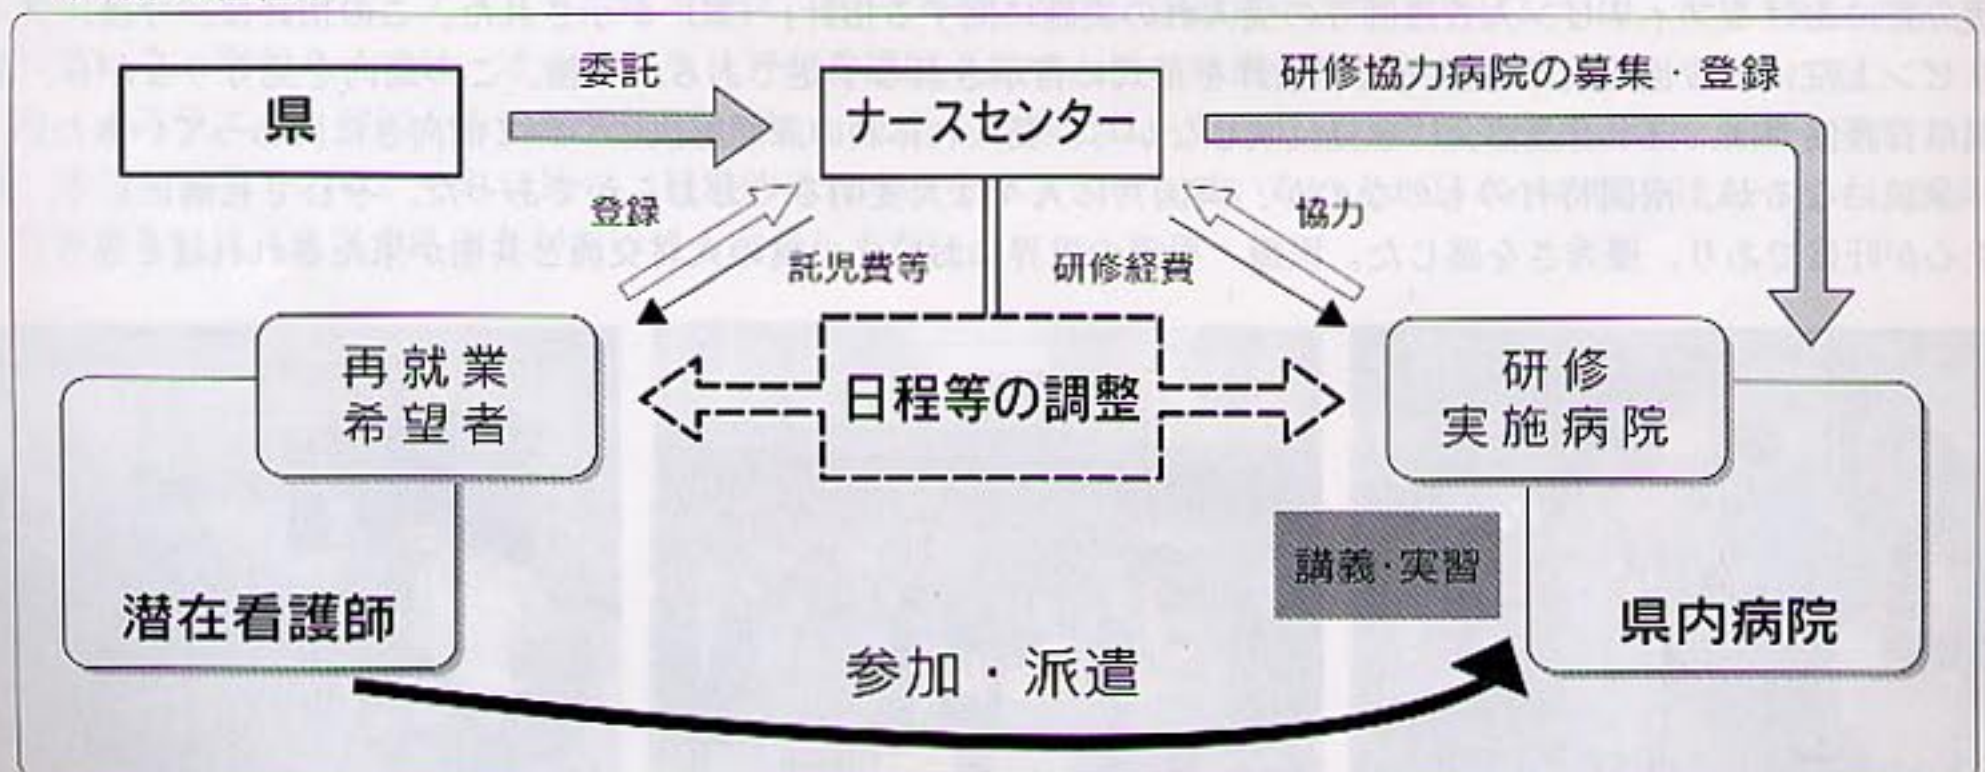 委託
研修協力病院の募集・登録
県
ナースセンター
登録
協力
託児費等
研修経費
再就業
希望者
日程等の調整
研修
実施病院
講義・実習
潜在看護師
県内病院
参加・派遣